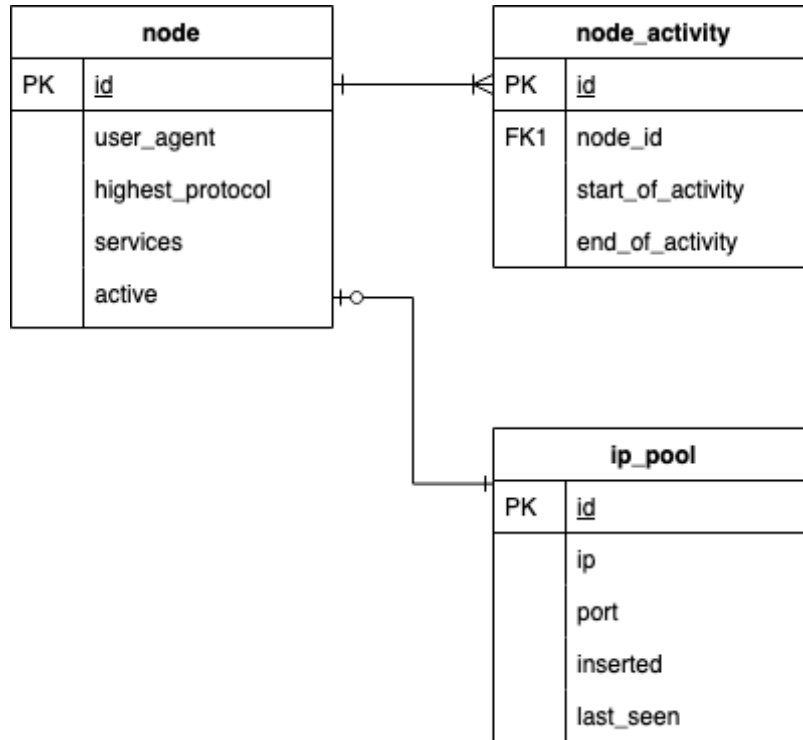 node
PK id
user_agent
highest_protocol
services
active
node_activity
PK id
FK1 node_id
start_of_activity
end_of_activity
ip_pool
PK id
ip
port
inserted
last_seen